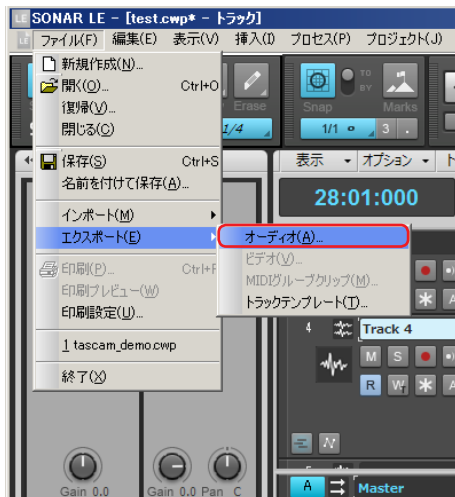 SONAR LE - [test.cwp* - トラック]
ファイル(F) 編集(E) 表示(V) 挿入(I) プロセス(P) プロジェクト(J)
新規作成(N)...
開く(O)... Ctrl+O
復帰(V)...
閉じる(C)
保存(S) Ctrl+S
名前を付けて保存(A)...
インポート(M)
エクスポート(E)
印刷(P)...
印刷プレビュー(W)
印刷設定(U)...
1 tascam_demo.cwp
終了(X)
オーディオ(A)...
ビデオ(V)...
MIDIグルーブクリップ(M)...
トラックテンプレート(T)...
Erase
1/4
Snap
TO
BY
Marks
1/1
3
表示 オプション
28:01:000
4 Track 4
M S
R W A
N
Gain 0.0
Gain 0.0 Pan C
A Master